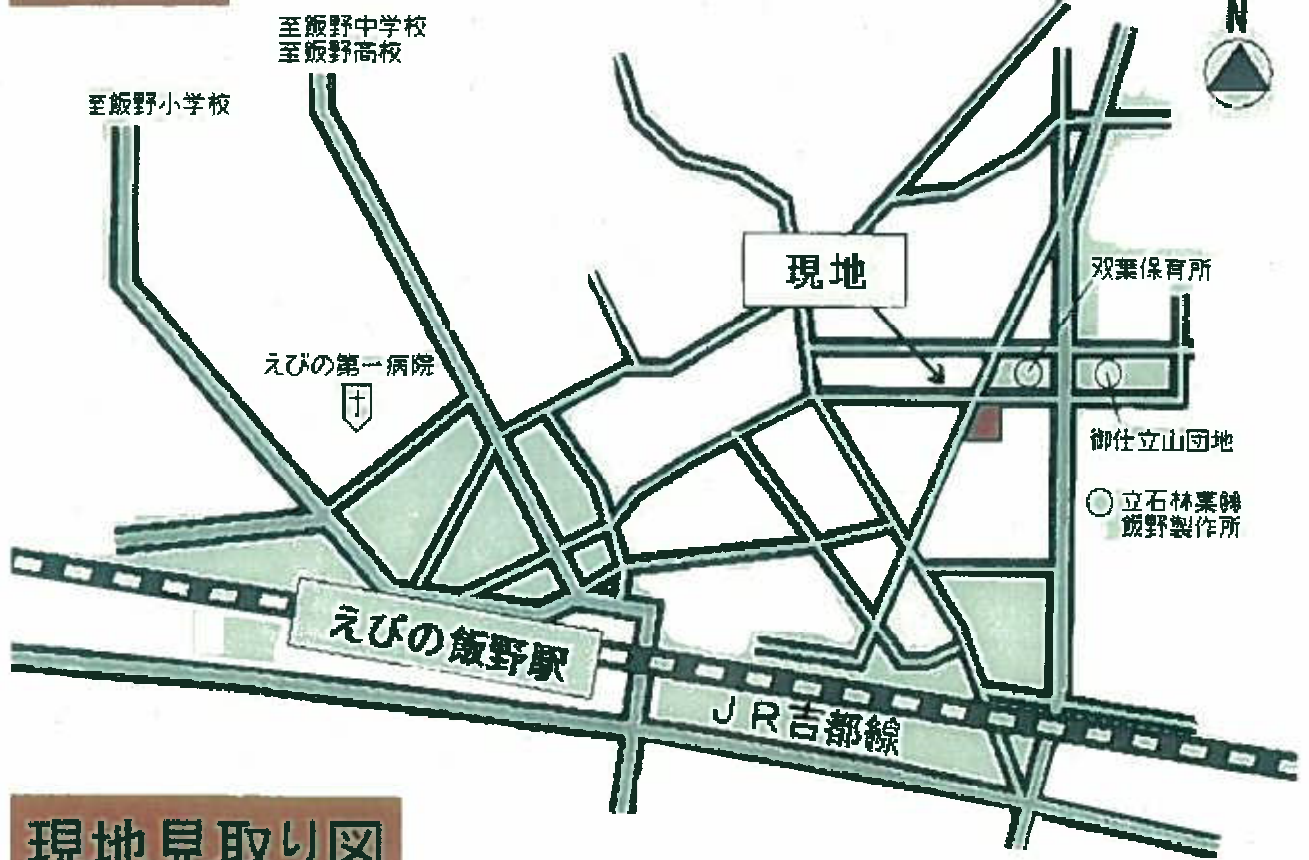 至飯野中学校
至飯野高校
N
至飯野小学校
現地
双葉保育所
えびの第一病院
御仕立山団地
立石林業㈱
飯野製作所
えびの飯野駅
JR吉都線
現地見取り図